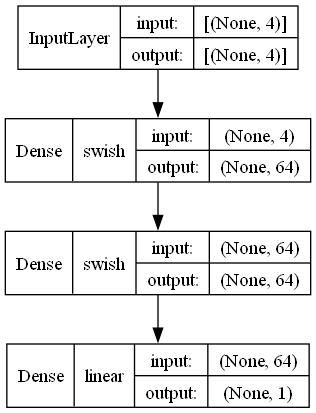 InputLayer
input: [(None, 4)]
output: [(None, 4)]
Dense swish
input: (None, 4)
output: (None, 64)
Dense swish
input: (None, 64)
output: (None, 64)
Dense linear
input: (None, 64)
output: (None, 1)